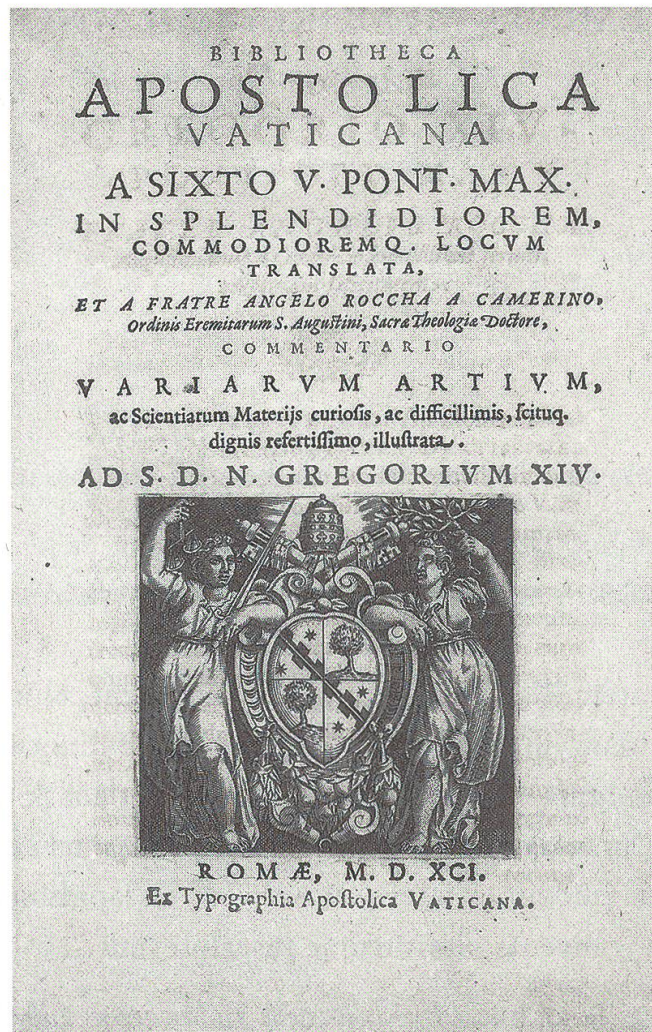 BIBLIOTHECA
APOSTOLICA
VATICANA
A SIXTO V. PONT. MAX.
IN SPLENDIDIOREM,
COMMODIOREMQ. LOCVM
TRANSLATA,
ET A FRATRE ANGELO ROCCHA A CAMERINO,
Ordinis Eremitarum S. Auguſtini, Sacræ Theologiæ Doctore,
COMMENTARIO
VARIARVM ARTIVM,
ac Scientiarum Materijs curioſis, ac difficillimis, ſcituq.
dignis refertiſſimo, illuſtrata.
AD S. D. N. GREGORIVM XIV.
ROMÆ, M. D. XCI.
Ex Typographia Apoſtolica VATICANA.